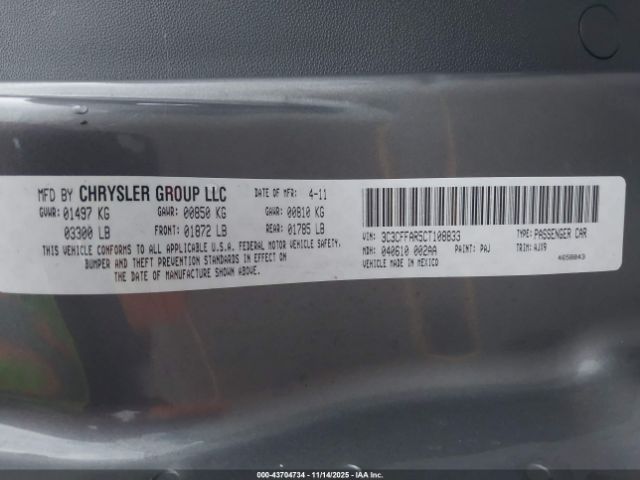 MFD BY CHRYSLER GROUP LLC DATE OF MFR: 4-11
GVWR: 01497 KG GAWR: 00850 KG GAWR: 00810 KG
03300 LB FRONT: 01872 LB REAR: 01785 LB
THIS VEHICLE CONFORMS TO ALL APPLICABLE U.S.A. FEDERAL MOTOR VEHICLE SAFETY,
BUMPER AND THEFT PREVENTION STANDARDS IN EFFECT ON
THE DATE OF MANUFACTURE SHOWN ABOVE.
VIN: 3C3CFFAR5CT108833 TYPE: PASSENGER CAR
MDH: 040610 002AA PAINT: PAJ TRIM: AJX9
VEHICLE MADE IN MEXICO 4658043
000-43704734 - 11/14/2025 - IAA Inc.